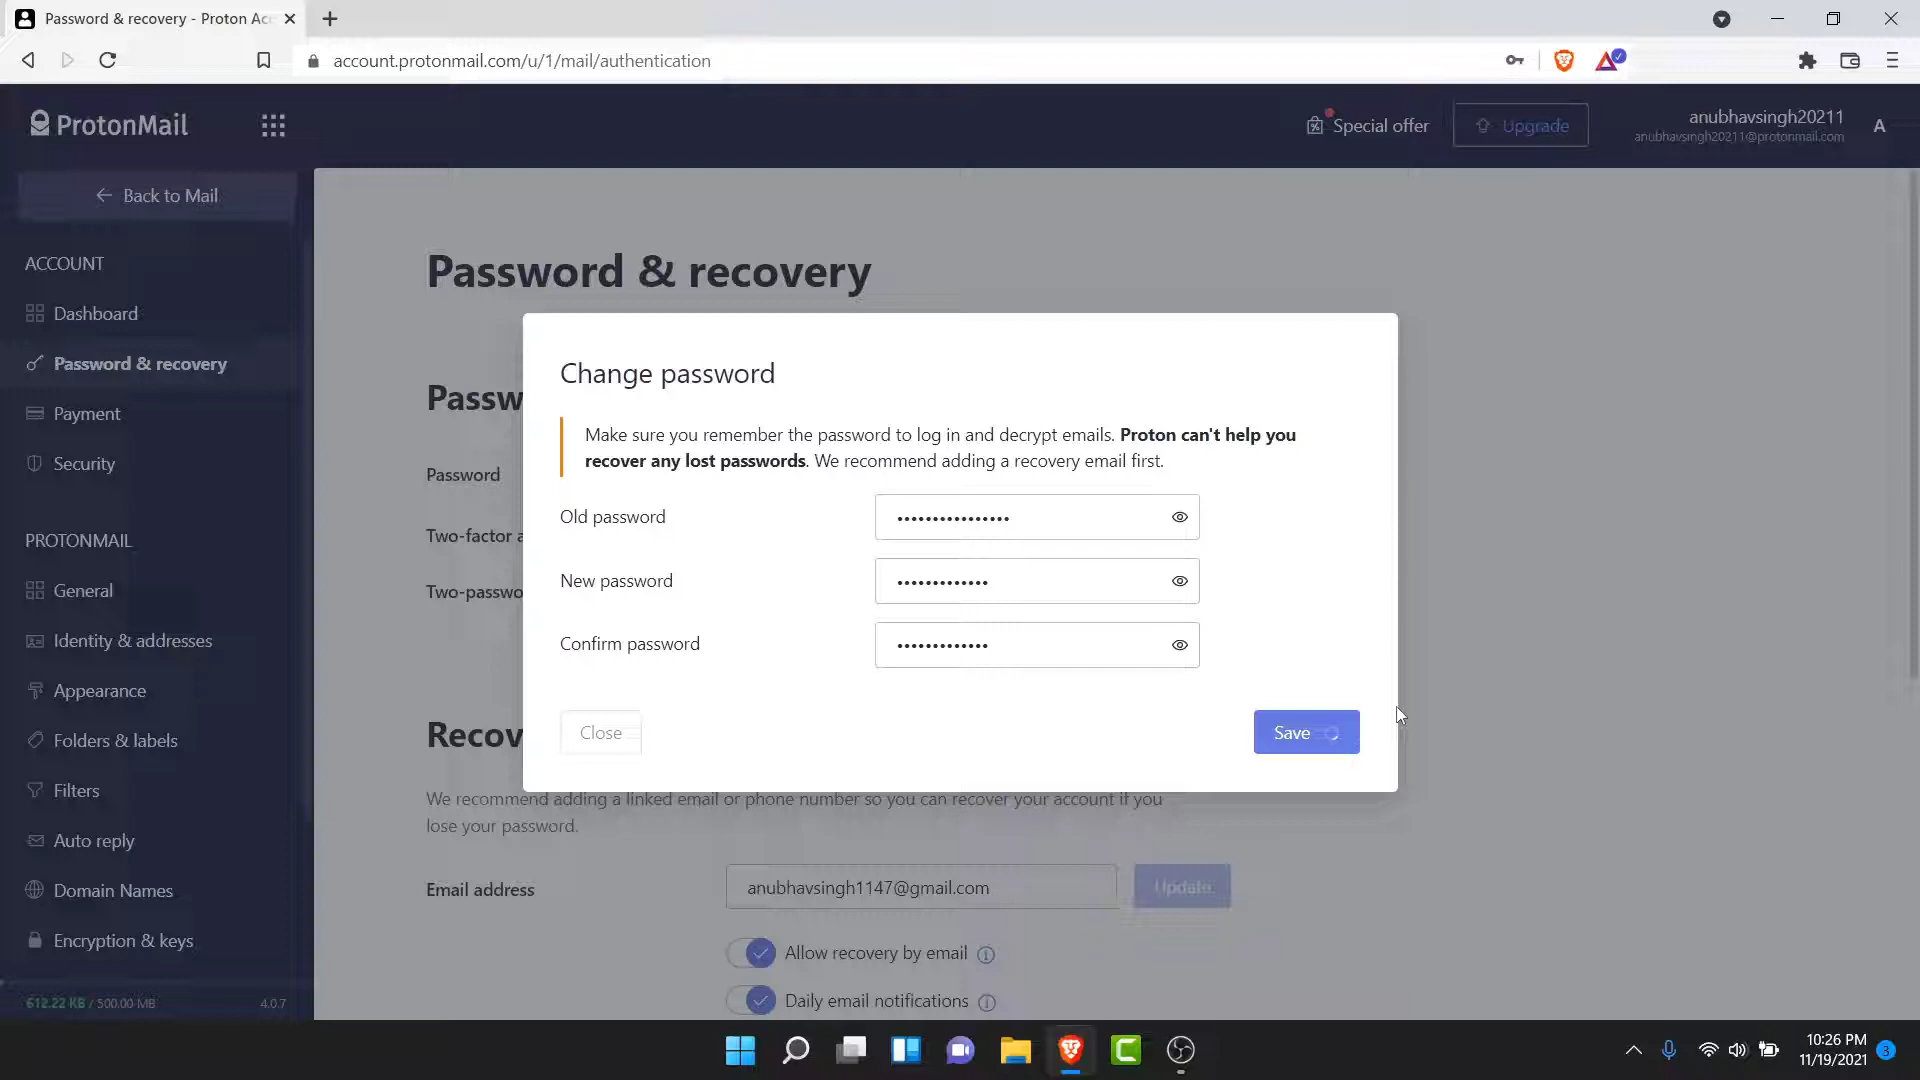 Password & recovery - Proton Acc
account.protonmail.com/u/1/mail/authentication
ProtonMail
Special offer
Upgrade
anubhavsingh20211
anubhavsingh20211@protonmail.com
A
Back to Mail
ACCOUNT
Dashboard
Password & recovery
Payment
Security
PROTONMAIL
General
Identity & addresses
Appearance
Folders & labels
Filters
Auto reply
Domain Names
Encryption & keys
612.22 KB / 500.00 MB
4.0.7
Password & recovery
Passw
Password
Two-factor a
Two-passwo
Change password
Make sure you remember the password to log in and decrypt emails. Proton can't help you
recover any lost passwords. We recommend adding a recovery email first.
Old password
New password
Confirm password
Close
Save
Recov
We recommend adding a linked email or phone number so you can recover your account if you
lose your password.
Email address
anubhavsingh1147@gmail.com
Update
Allow recovery by email
Daily email notifications
10:26 PM
11/19/2021
3